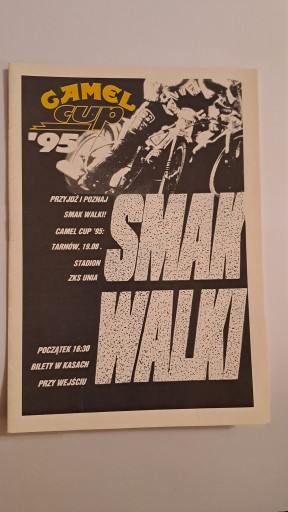 CAMEL
CUP
'95
PRZYJDŹ I POZNAJ
SMAK WALKI!
CAMEL CUP '95:
TARNÓW, 19.08.
STADION
ZKS UNIA
SMAK
WALKI
POCZĄTEK 16:30
BILETY W KASACH
PRZY WEJŚCIU